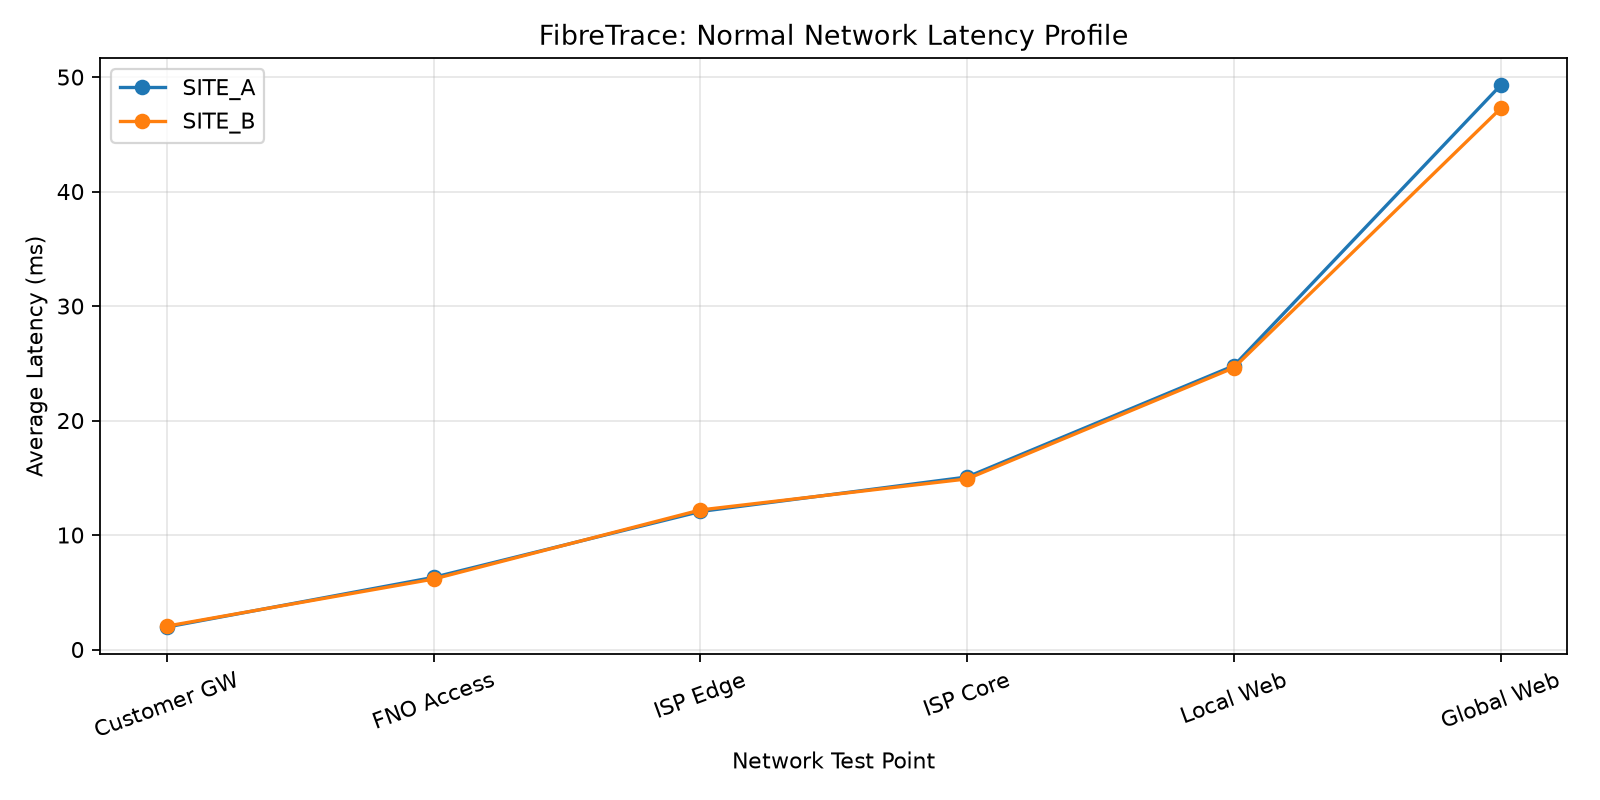 FibreTrace: Normal Network Latency Profile
SITE_A
SITE_B
50
40
30
20
10
0
Average Latency (ms)
Customer GW
FNO Access
ISP Edge
ISP Core
Local Web
Global Web
Network Test Point